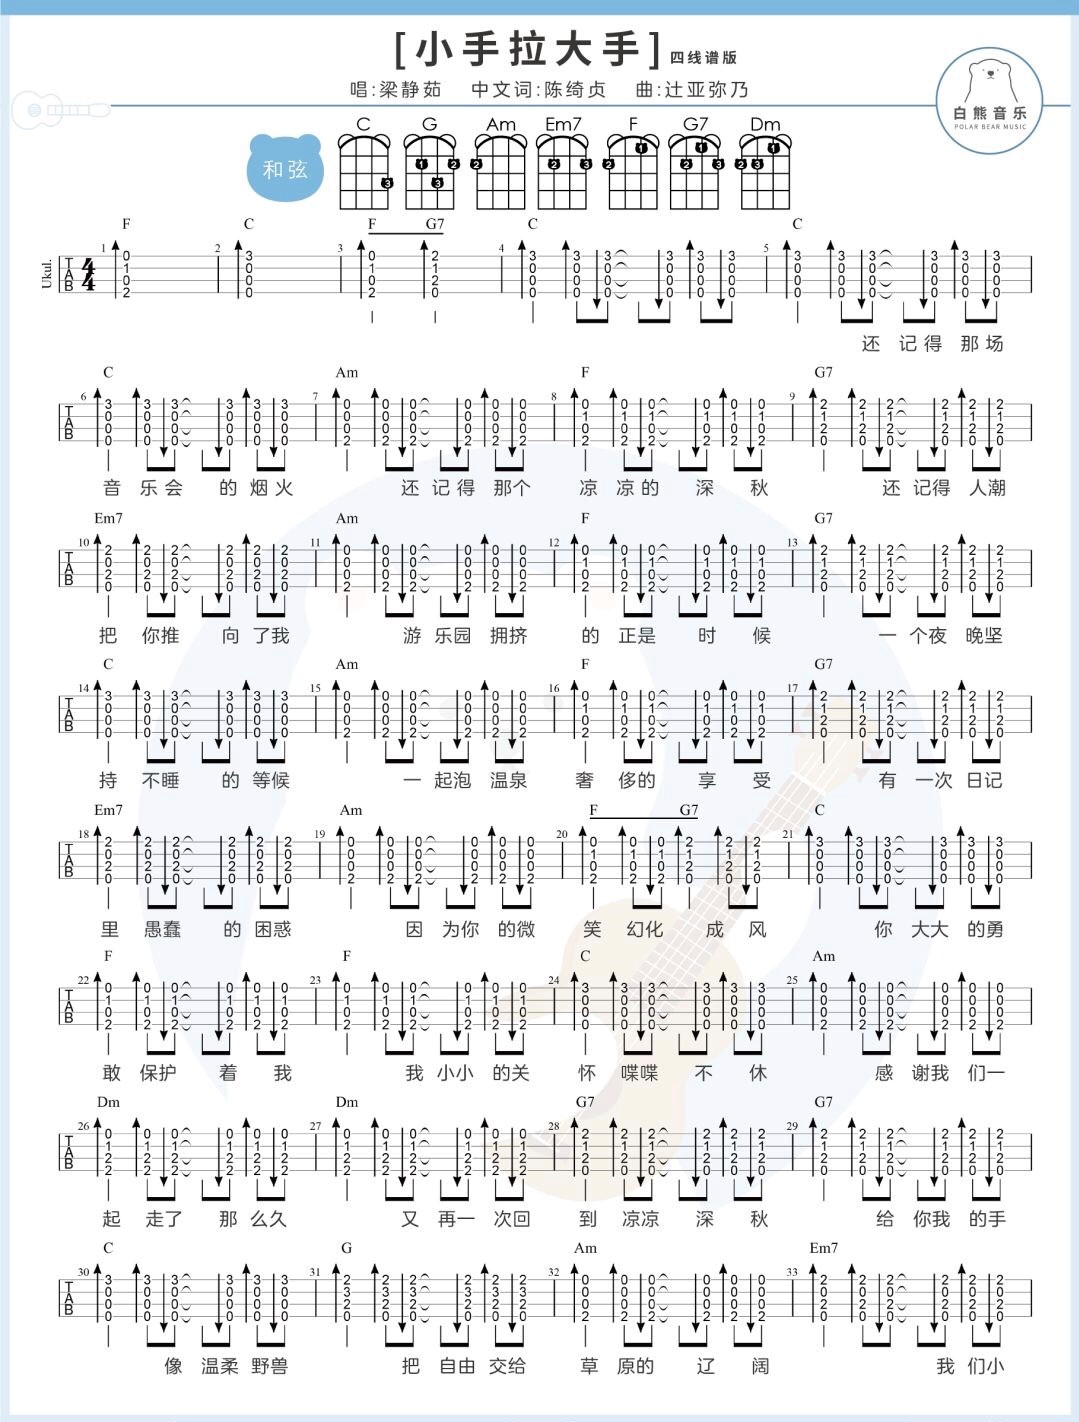 [小手拉大手]四线谱版
唱:梁静茹 中文词:陈绮贞 曲:辻亚弥乃
白熊音乐
POLAR BEAR MUSIC
和弦
C G Am Em7 F G7 Dm
F C F G7 C C
Ukul.
还 记 得 那 场
C Am F G7
音 乐 会 的 烟 火 还 记 得 那个 凉 凉 的 深 秋 还 记得 人潮
Em7 Am F G7
把 你推 向 了我 游 乐园 拥挤 的 正是 时 候 一 个夜 晚坚
C Am F G7
持 不睡 的 等候 一 起泡 温泉 奢 侈的 享 受 有 一次 日记
Em7 Am F G7 C
里 愚蠢 的 困惑 因 为你 的微 笑 幻化 成 风 你 大大 的勇
F F C Am
敢 保护 着 我 我 小小 的关 怀 喋喋 不 休 感 谢我 们一
Dm Dm G7 G7
起 走了 那 么久 又 再一 次回 到 凉凉 深 秋 给 你我 的手
C G Am Em7
像 温柔 野兽 把 自由 交给 草 原的 辽 阔 我 们小